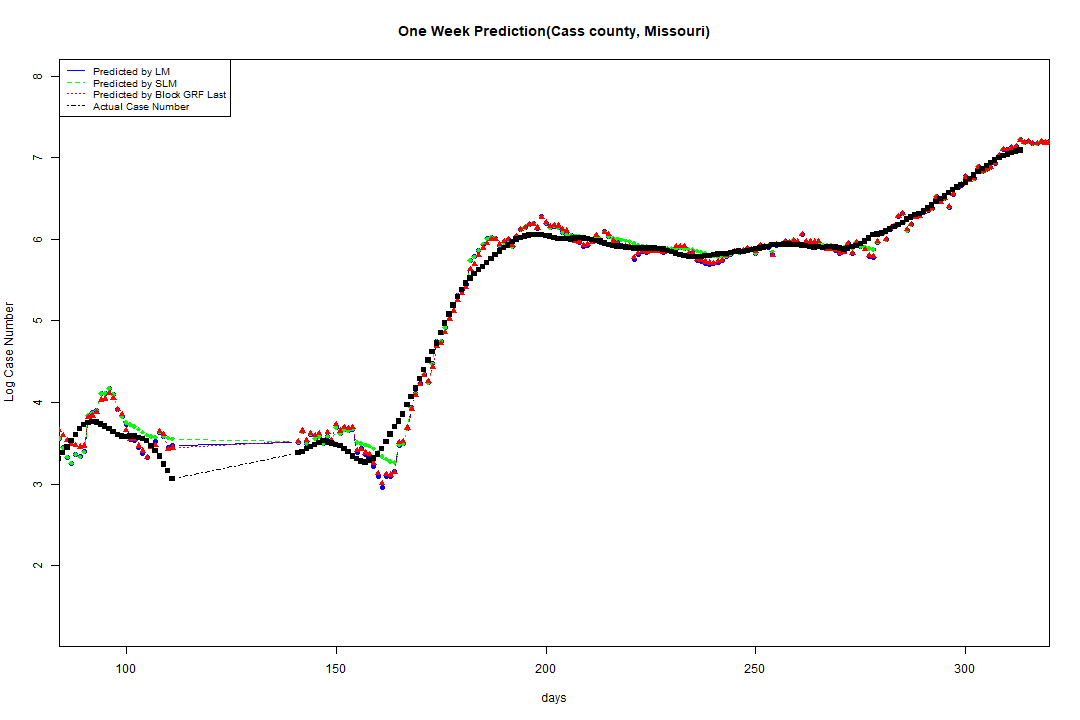 One Week Prediction(Cass county, Missouri)
Predicted by LM
Predicted by SLM
Predicted by Block GRF Last
Actual Case Number
8
7
6
5
4
3
2
Log Case Number
100 150 200 250 300
days